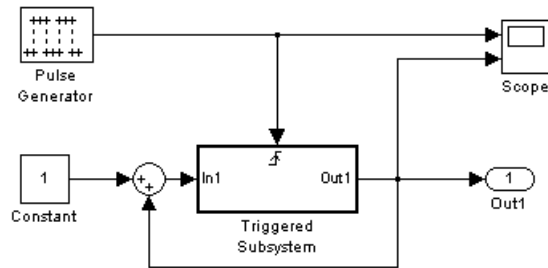 Pulse
Generator
Scope
1
Constant
+
+
In1
Out1
Triggered
Subsystem
1
Out1